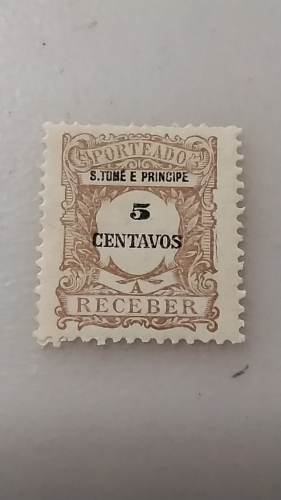 PORTEADO
S. TOMÉ E PRINCIPE
5
CENTAVOS
A
RECEBER